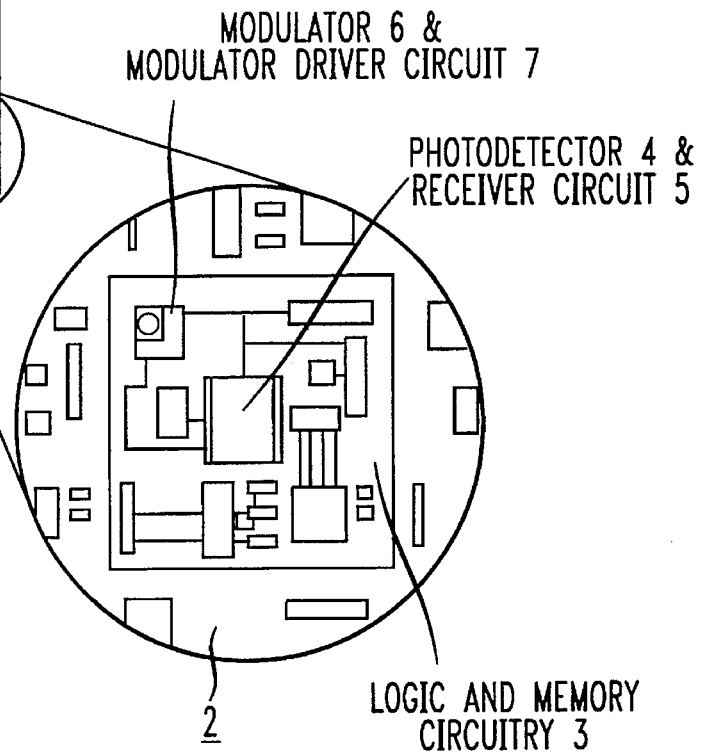 MODULATOR 6 &
MODULATOR DRIVER CIRCUIT 7
PHOTODETECTOR 4 &
RECEIVER CIRCUIT 5
2
LOGIC AND MEMORY
CIRCUITRY 3